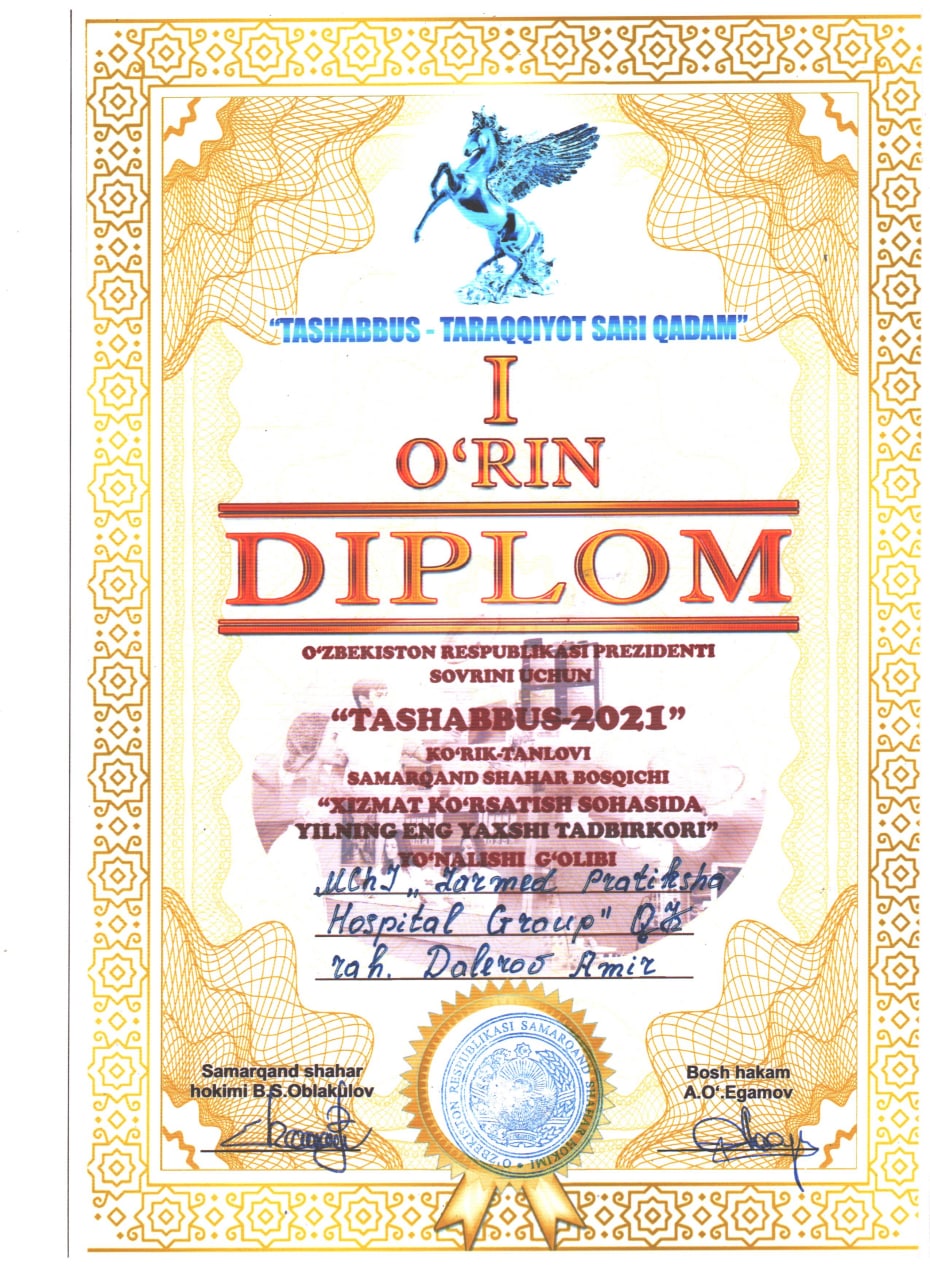 “TASHABBUS - TARAQQIYOT SARI QADAM”
I
O‘RIN
DIPLOM
O‘ZBEKISTON RESPUBLIKASI PREZIDENTI
SOVRINI UCHUN
“TASHABBUS-2021”
KO‘RIK-TANLOVI
SAMARQAND SHAHAR BOSQICHI
“XIZMAT KO‘RSATISH SOHASIDA
YILNING ENG YAXSHI TADBIRKORI”
YO‘NALISHI G‘OLIBI
MChJ „Zarmed Pratiksha
Hospital Group" QK
rah. Dalerov Amir
Samarqand shahar
hokimi B.S.Oblakulov
Bosh hakam
A.O‘.Egamov
O‘ZBEKISTON RESPUBLIKASI SAMARQAND SHAHAR HOKIMI